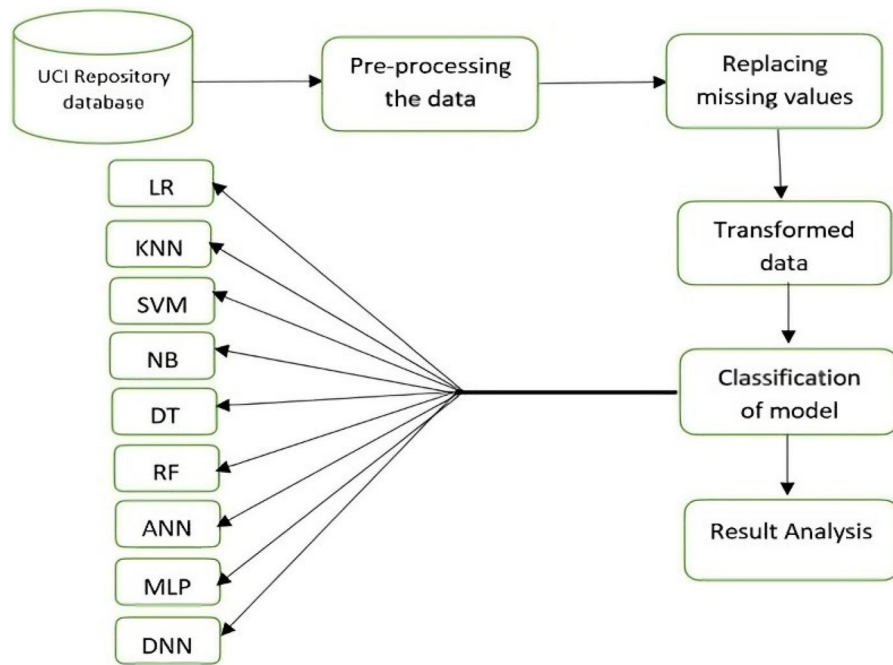 UCI Repository
database
Pre-processing
the data
Replacing
missing values
Transformed
data
Classification
of model
Result Analysis
LR
KNN
SVM
NB
DT
RF
ANN
MLP
DNN